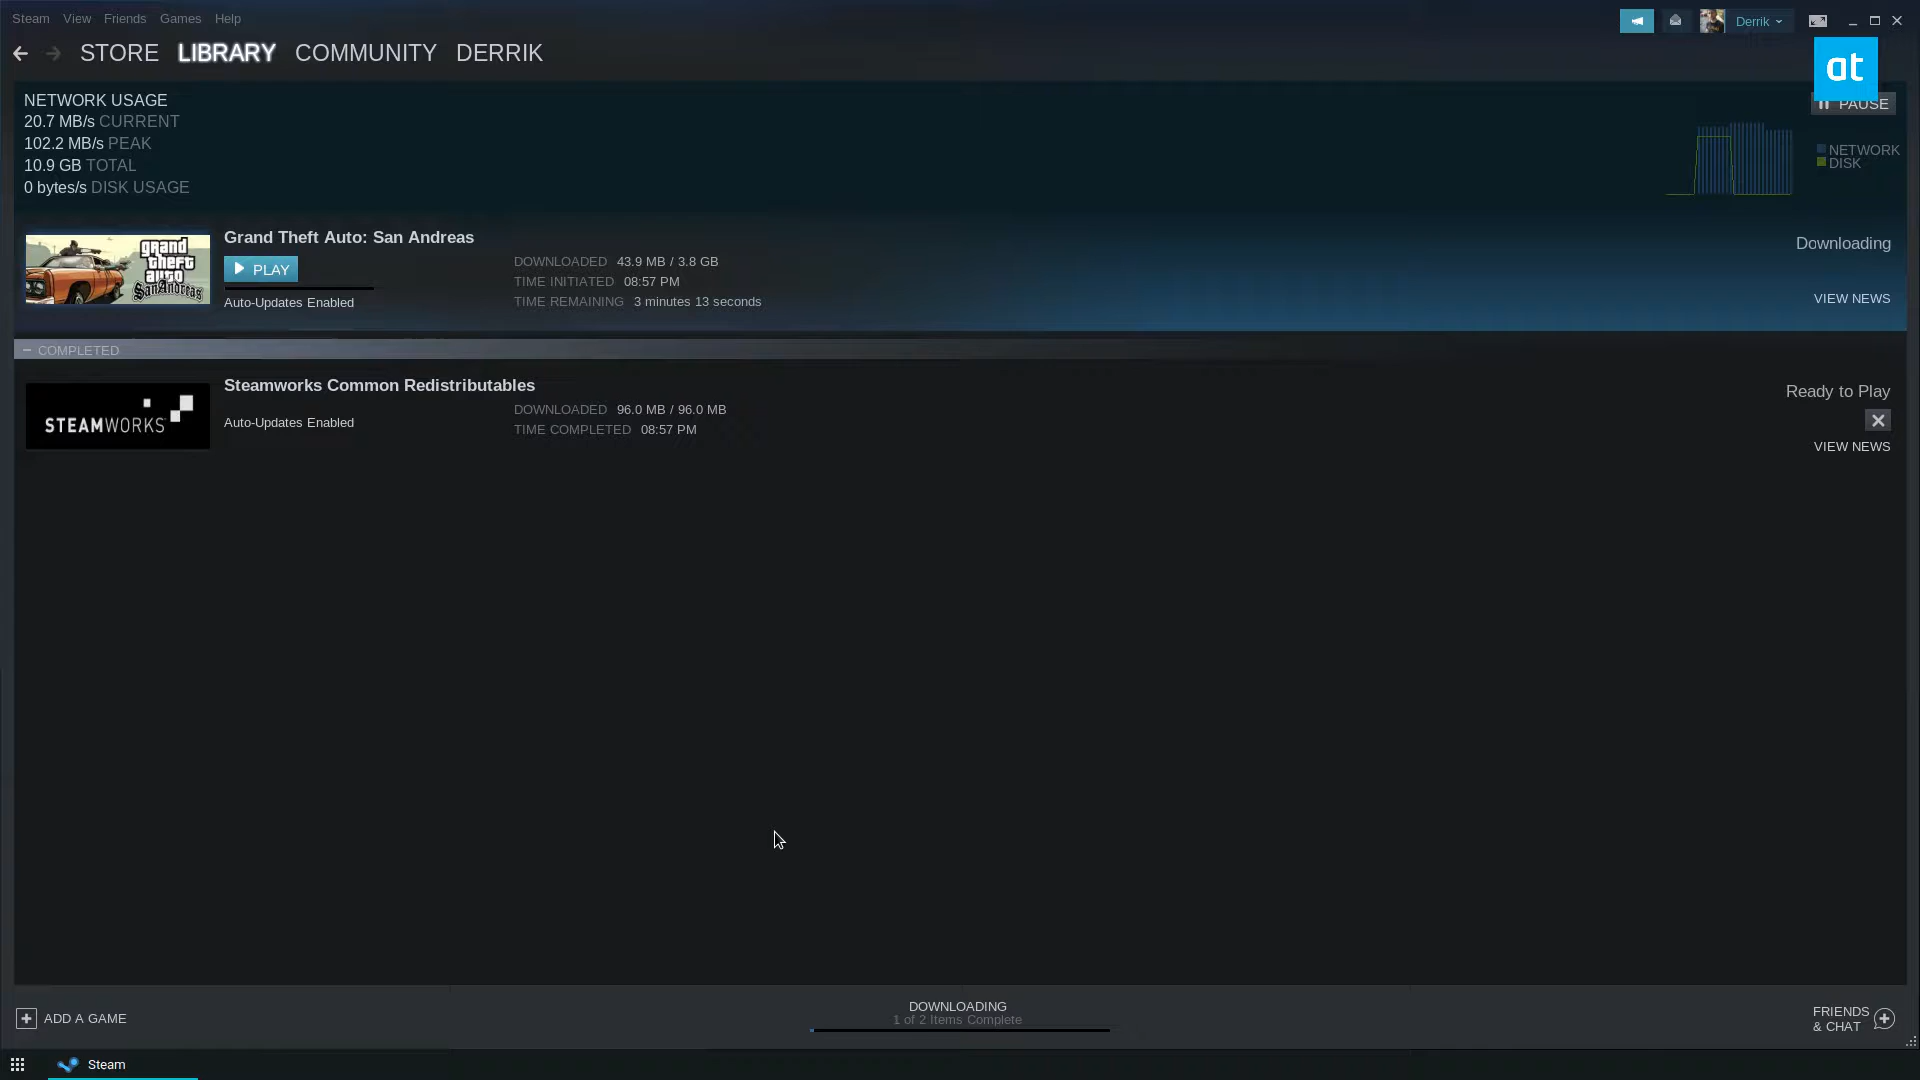 Steam View Friends Games Help
Derrik
STORE LIBRARY COMMUNITY DERRIK
at
NETWORK USAGE
PAUSE
20.7 MB/s CURRENT
102.2 MB/s PEAK
10.9 GB TOTAL
0 bytes/s DISK USAGE
NETWORK
DISK
grand
theft
auto
San Andreas
Grand Theft Auto: San Andreas
PLAY
Auto-Updates Enabled
DOWNLOADED 43.9 MB / 3.8 GB
TIME INITIATED 08:57 PM
TIME REMAINING 3 minutes 13 seconds
Downloading
VIEW NEWS
COMPLETED
STEAMWORKS
Steamworks Common Redistributables
Auto-Updates Enabled
DOWNLOADED 96.0 MB / 96.0 MB
TIME COMPLETED 08:57 PM
Ready to Play
VIEW NEWS
ADD A GAME
DOWNLOADING
1 of 2 Items Complete
FRIENDS
& CHAT
Steam